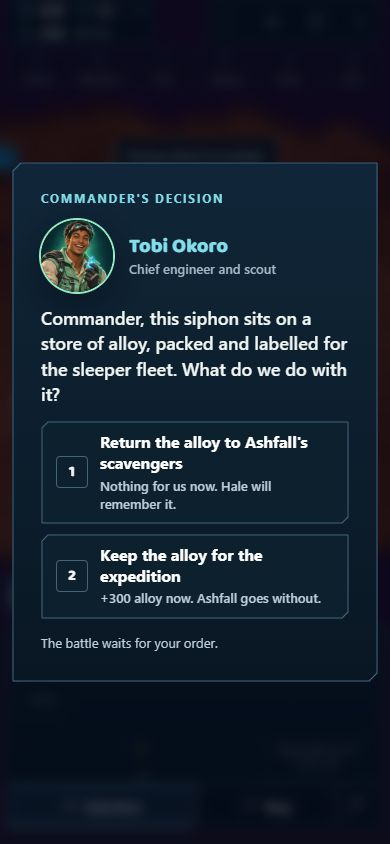 COMMANDER'S DECISION
Tobi Okoro
Chief engineer and scout
Commander, this siphon sits on a
store of alloy, packed and labelled for
the sleeper fleet. What do we do with
it?
1
Return the alloy to Ashfall's
scavengers
Nothing for us now. Hale will
remember it.
2
Keep the alloy for the
expedition
+300 alloy now. Ashfall goes without.
The battle waits for your order.